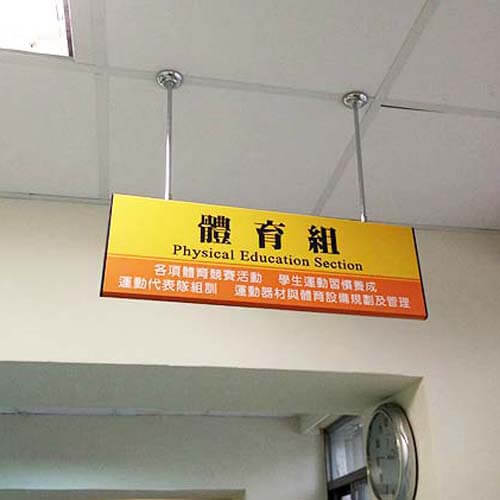 體育組
Physical Education Section
各項體育競賽活動 學生運動習慣養成
運動代表隊組訓 運動器材與體育設備規劃及管理